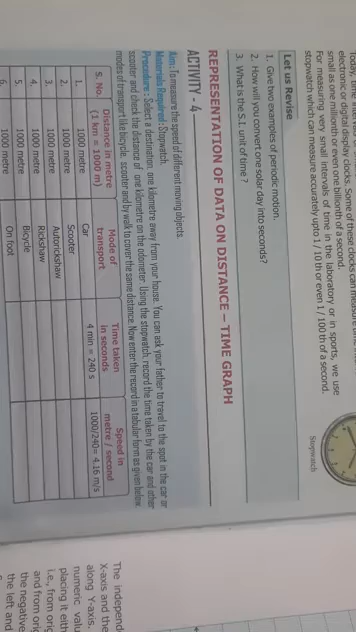 electronic or digital display clocks. Some of these clocks can measure time
small as one millionth or even one billionth of a second.
For measuring very small intervals of time in the laboratory or in sports, we use
stopwatch which can measure accurately upto 1 / 10 th or even 1 / 100 th of a second.
Stopwatch
Let us Revise
1. Give two examples of periodic motion.
2. How will you convert one solar day into seconds?
3. What is the S.I. unit of time ?
REPRESENTATION OF DATA ON DISTANCE – TIME GRAPH
ACTIVITY - 4
Aim: To measure the speed of different moving objects.
Materials Required : Stopwatch.
Procedure : Select a destination one kilometre away from your house. You can ask your father to travel to the spot in the car or
scooter and check the distance of one kilometre on the odometer. Using the stopwatch, record the time taken by the car and other
modes of transport like bicycle, scooter and by walk to cover the same distance. Now enter the record in a tabular form as given below.
S. No. Distance in metre (1 km = 1000 m) Mode of transport Time taken in seconds Speed in metre / second
1. 1000 metre Car 4 min = 240 s 1000/240= 4.16 m/s
2. 1000 metre Scooter
3. 1000 metre Autorickshaw
4. 1000 metre Rickshaw
5. 1000 metre Bicycle
6. 1000 metre On foot
The independ
X-axis and the
along Y-axis.
numeric valu
placing it eith
i.e., from orig
and from orig
the negative
the left and